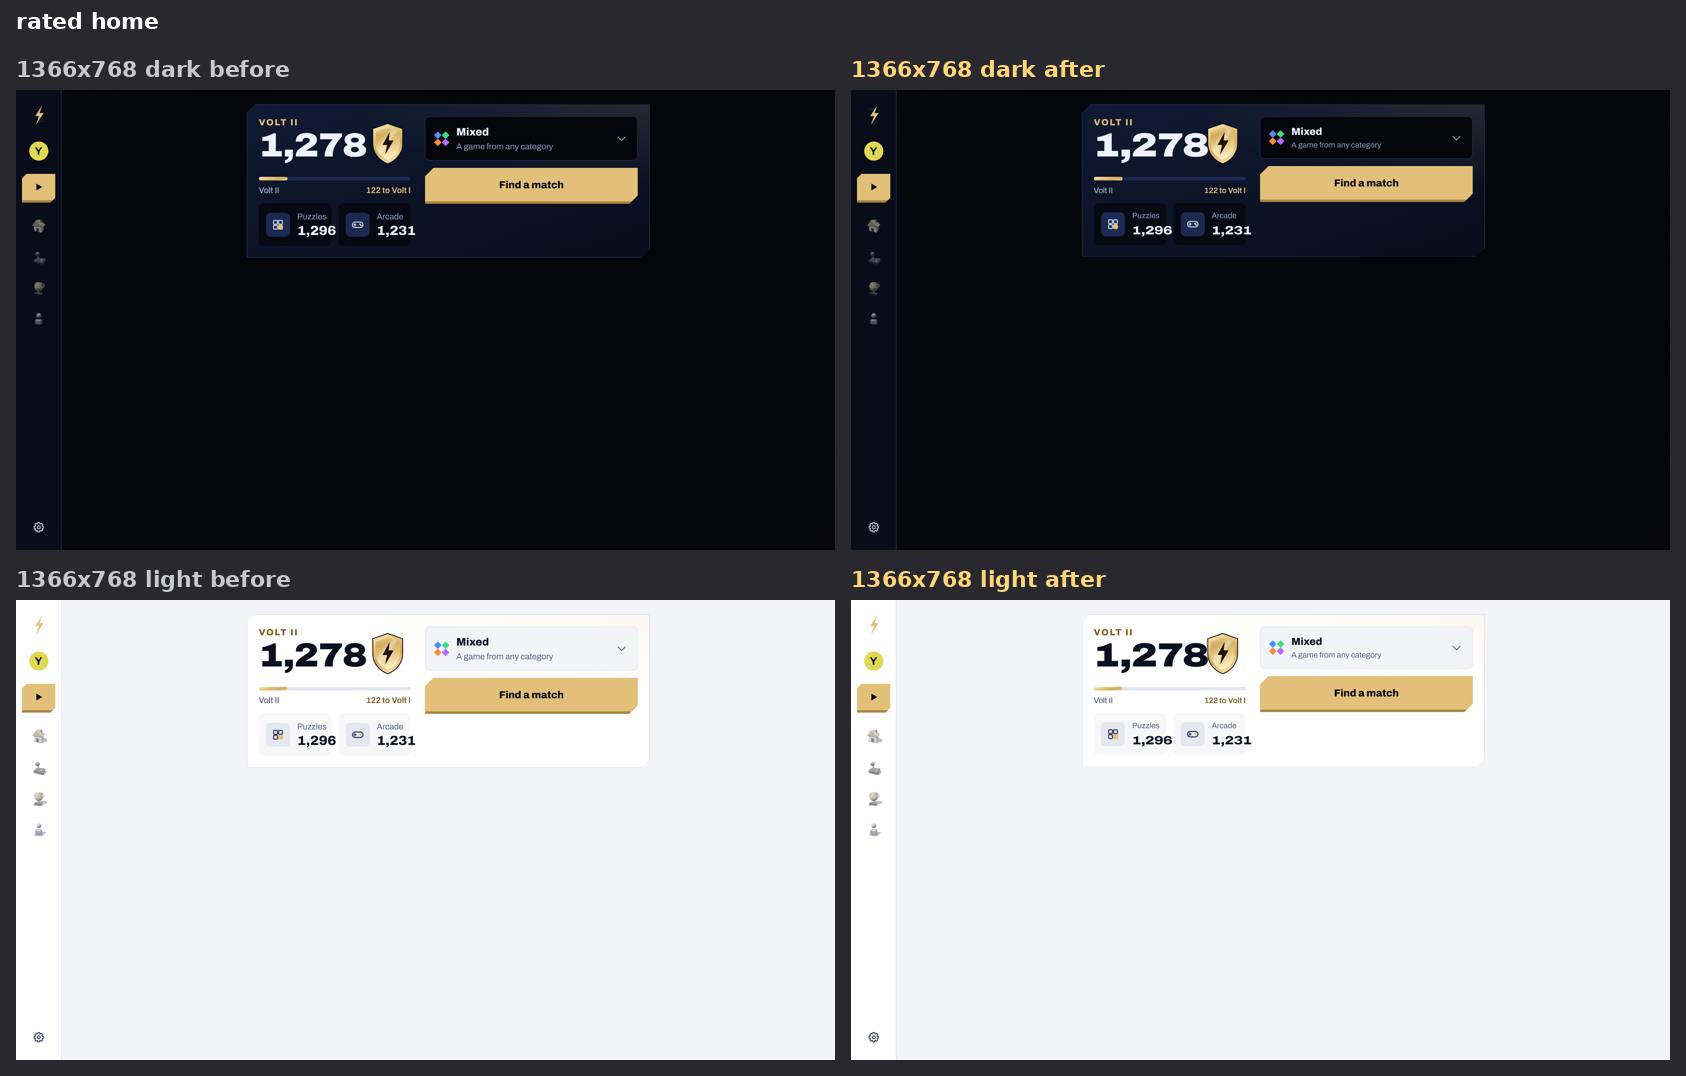 rated home
1366x768 dark before
VOLT II
1,278
Volt II
122 to Volt I
Puzzles
1,296
Arcade
1,231
Mixed
A game from any category
Find a match
Y
1366x768 dark after
VOLT II
1,278
Volt II
122 to Volt I
Puzzles
1,296
Arcade
1,231
Mixed
A game from any category
Find a match
Y
1366x768 light before
VOLT II
1,278
Volt II
122 to Volt I
Puzzles
1,296
Arcade
1,231
Mixed
A game from any category
Find a match
Y
1366x768 light after
VOLT II
1,278
Volt II
122 to Volt I
Puzzles
1,296
Arcade
1,231
Mixed
A game from any category
Find a match
Y